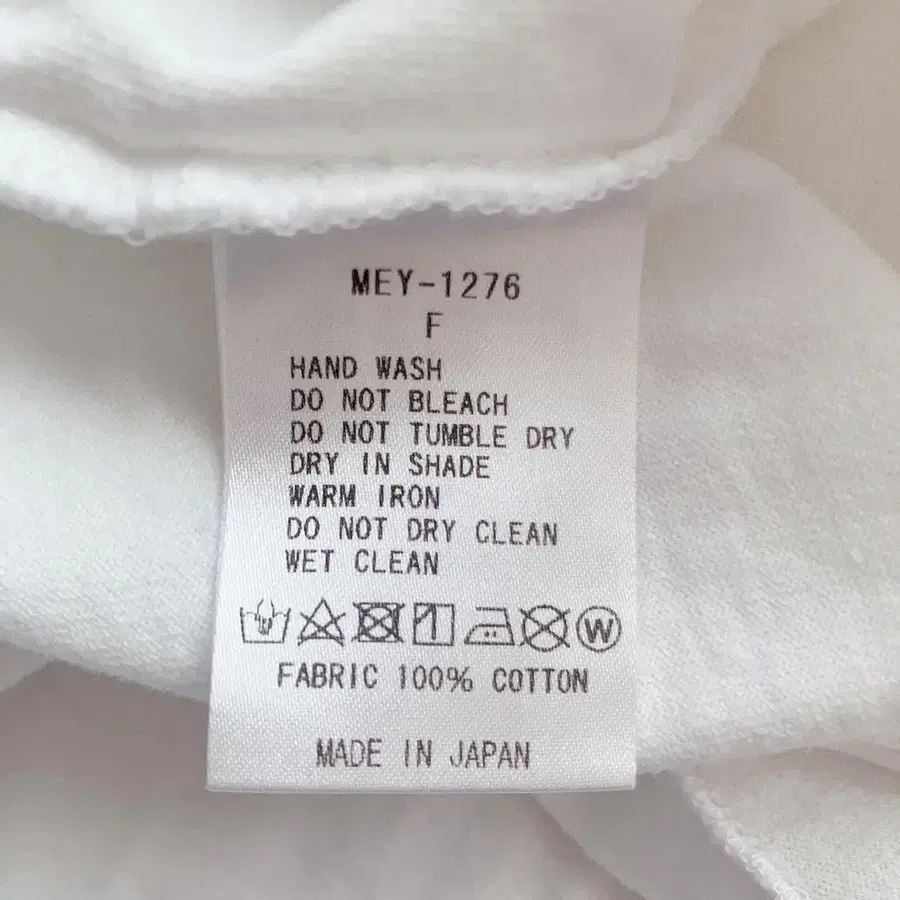 MEY-1276
F
HAND WASH
DO NOT BLEACH
DO NOT TUMBLE DRY
DRY IN SHADE
WARM IRON
DO NOT DRY CLEAN
WET CLEAN
W
FABRIC 100% COTTON
MADE IN JAPAN